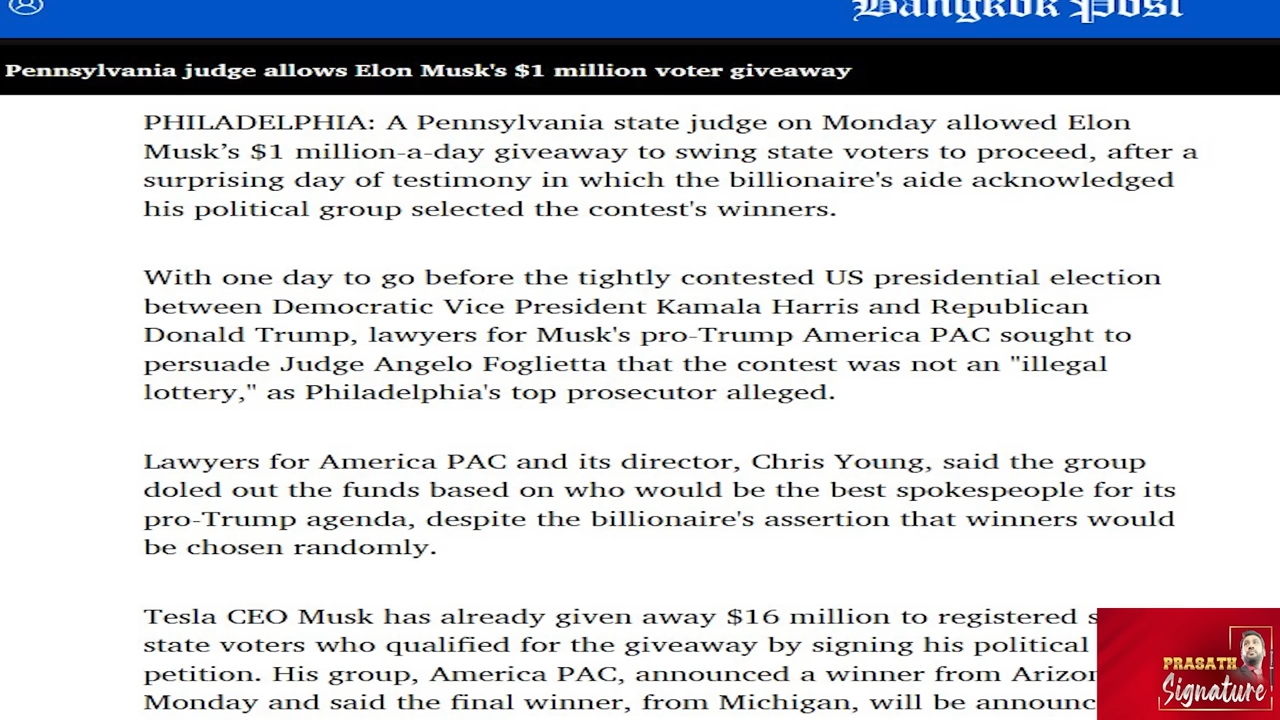 Bangkok Post
Pennsylvania judge allows Elon Musk's $1 million voter giveaway
PHILADELPHIA: A Pennsylvania state judge on Monday allowed Elon
Musk’s $1 million-a-day giveaway to swing state voters to proceed, after a
surprising day of testimony in which the billionaire's aide acknowledged
his political group selected the contest's winners.
With one day to go before the tightly contested US presidential election
between Democratic Vice President Kamala Harris and Republican
Donald Trump, lawyers for Musk's pro-Trump America PAC sought to
persuade Judge Angelo Foglietta that the contest was not an "illegal
lottery," as Philadelphia's top prosecutor alleged.
Lawyers for America PAC and its director, Chris Young, said the group
doled out the funds based on who would be the best spokespeople for its
pro-Trump agenda, despite the billionaire's assertion that winners would
be chosen randomly.
Tesla CEO Musk has already given away $16 million to registered
state voters who qualified for the giveaway by signing his political
petition. His group, America PAC, announced a winner from
Monday and said the final winner, from Michigan, will be
PRASATH
Signature